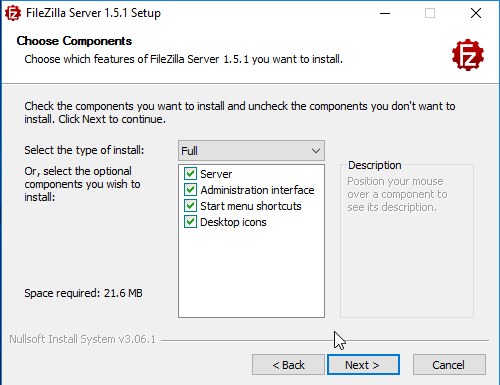 FileZilla Server 1.5.1 Setup
Choose Components
Choose which features of FileZilla Server 1.5.1 you want to install.
Fz
Check the components you want to install and uncheck the components you don't want to
install. Click Next to continue.
Select the type of install:
Full
Or, select the optional
components you wish to
install:
Server
Administration interface
Start menu shortcuts
Desktop icons
Description
Position your mouse
over a component to
see its description.
Space required: 21.6 MB
Nullsoft Install System v3.06.1
< Back
Next >
Cancel